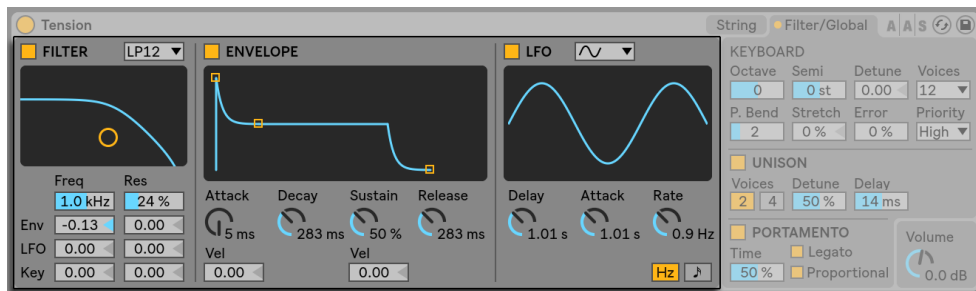 Tension String Filter/Global A A S
FILTER LP12 ENVELOPE LFO KEYBOARD
Octave Semi Detune Voices
0 0 st 0.00 12
P. Bend Stretch Error Priority
2 0 % 0 % High
UNISON
Freq Res
Attack Decay Sustain Release Delay Attack Rate
Voices Detune Delay
1.0 kHz 24 %
2 4 50 % 14 ms
Env -0.13 0.00
5 ms 283 ms 50 % 283 ms 1.01 s 1.01 s 0.9 Hz
PORTAMENTO Volume
LFO 0.00 0.00
Vel Vel
Time Legato
Key 0.00 0.00 0.00 0.00 Hz
50 % Proportional 0.0 dB